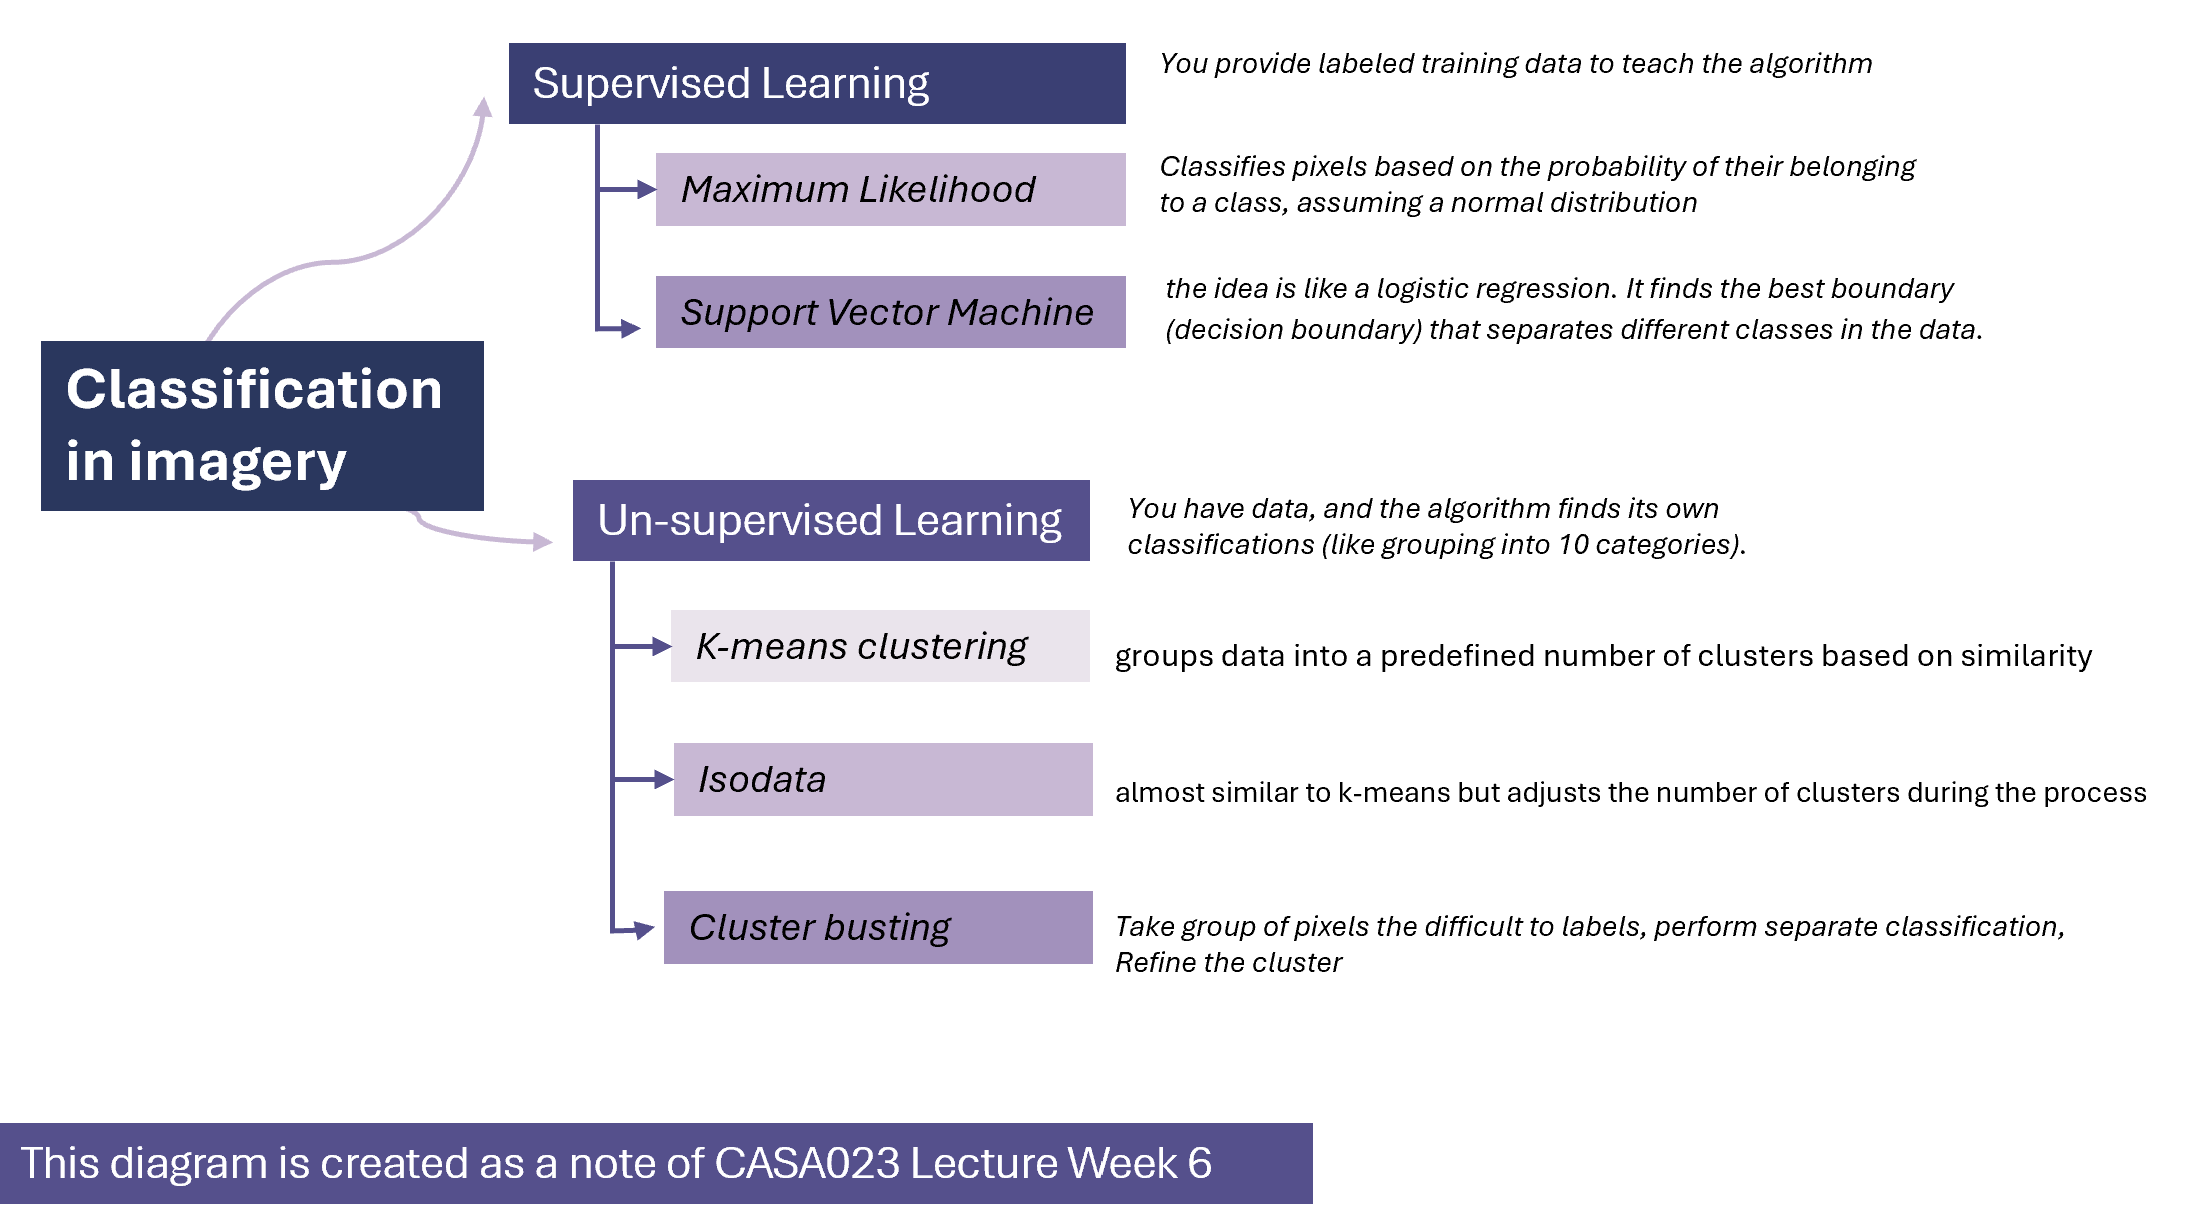 Supervised Learning
You provide labeled training data to teach the algorithm
Maximum Likelihood
Classifies pixels based on the probability of their belonging
to a class, assuming a normal distribution
Support Vector Machine
the idea is like a logistic regression. It finds the best boundary
(decision boundary) that separates different classes in the data.
Classification
in imagery
Un-supervised Learning
You have data, and the algorithm finds its own
classifications (like grouping into 10 categories).
K-means clustering
groups data into a predefined number of clusters based on similarity
Isodata
almost similar to k-means but adjusts the number of clusters during the process
Cluster busting
Take group of pixels the difficult to labels, perform separate classification,
Refine the cluster
This diagram is created as a note of CASA023 Lecture Week 6